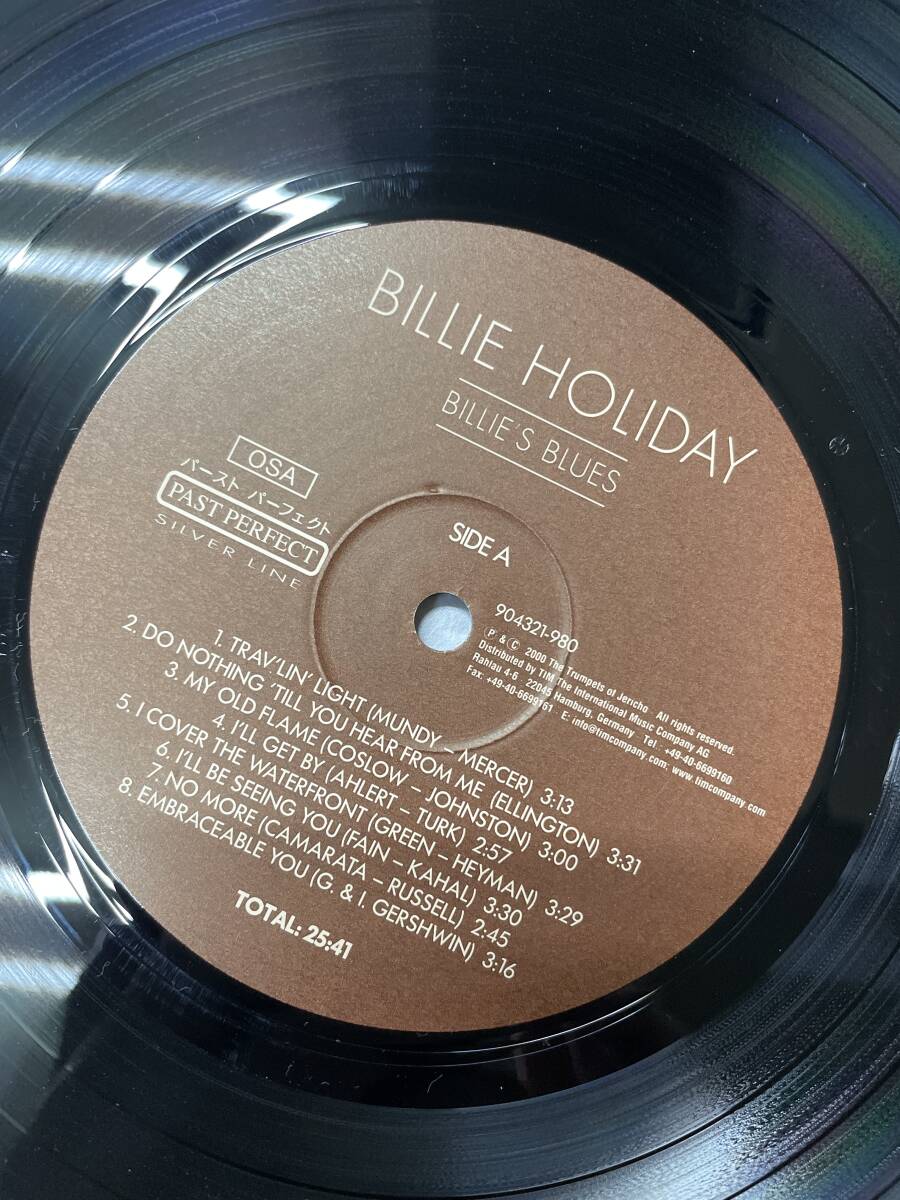 BILLIE HOLIDAY
BILLIE'S BLUES
OSA
パースト パーフェクト
PAST PERFECT
SILVER LINE
SIDE A
904321-980
℗ & © 2000 The Trumpets of Jericho All rights reserved.
Distributed by TIM The International Music Company AG
Rahlau 4-6 22045 Hamburg, Germany Tel +49-40-6699160
Fax: +49-40-6699161 · E: info@timcompany.com; www.timcompany.com
1. TRAV'LIN' LIGHT (MUNDY – MERCER) 3:13
2. DO NOTHING 'TILL YOU HEAR FROM ME (ELLINGTON) 3:31
3. MY OLD FLAME (COSLOW – JOHNSTON) 3:00
4. I'LL GET BY (AHLERT – TURK) 2:57
5. I COVER THE WATERFRONT (GREEN – HEYMAN) 3:29
6. I'LL BE SEEING YOU (FAIN – KAHAL) 3:30
7. NO MORE (CAMARATA – RUSSELL) 2:45
8. EMBRACEABLE YOU (G. & I. GERSHWIN) 3:16
TOTAL: 25:41